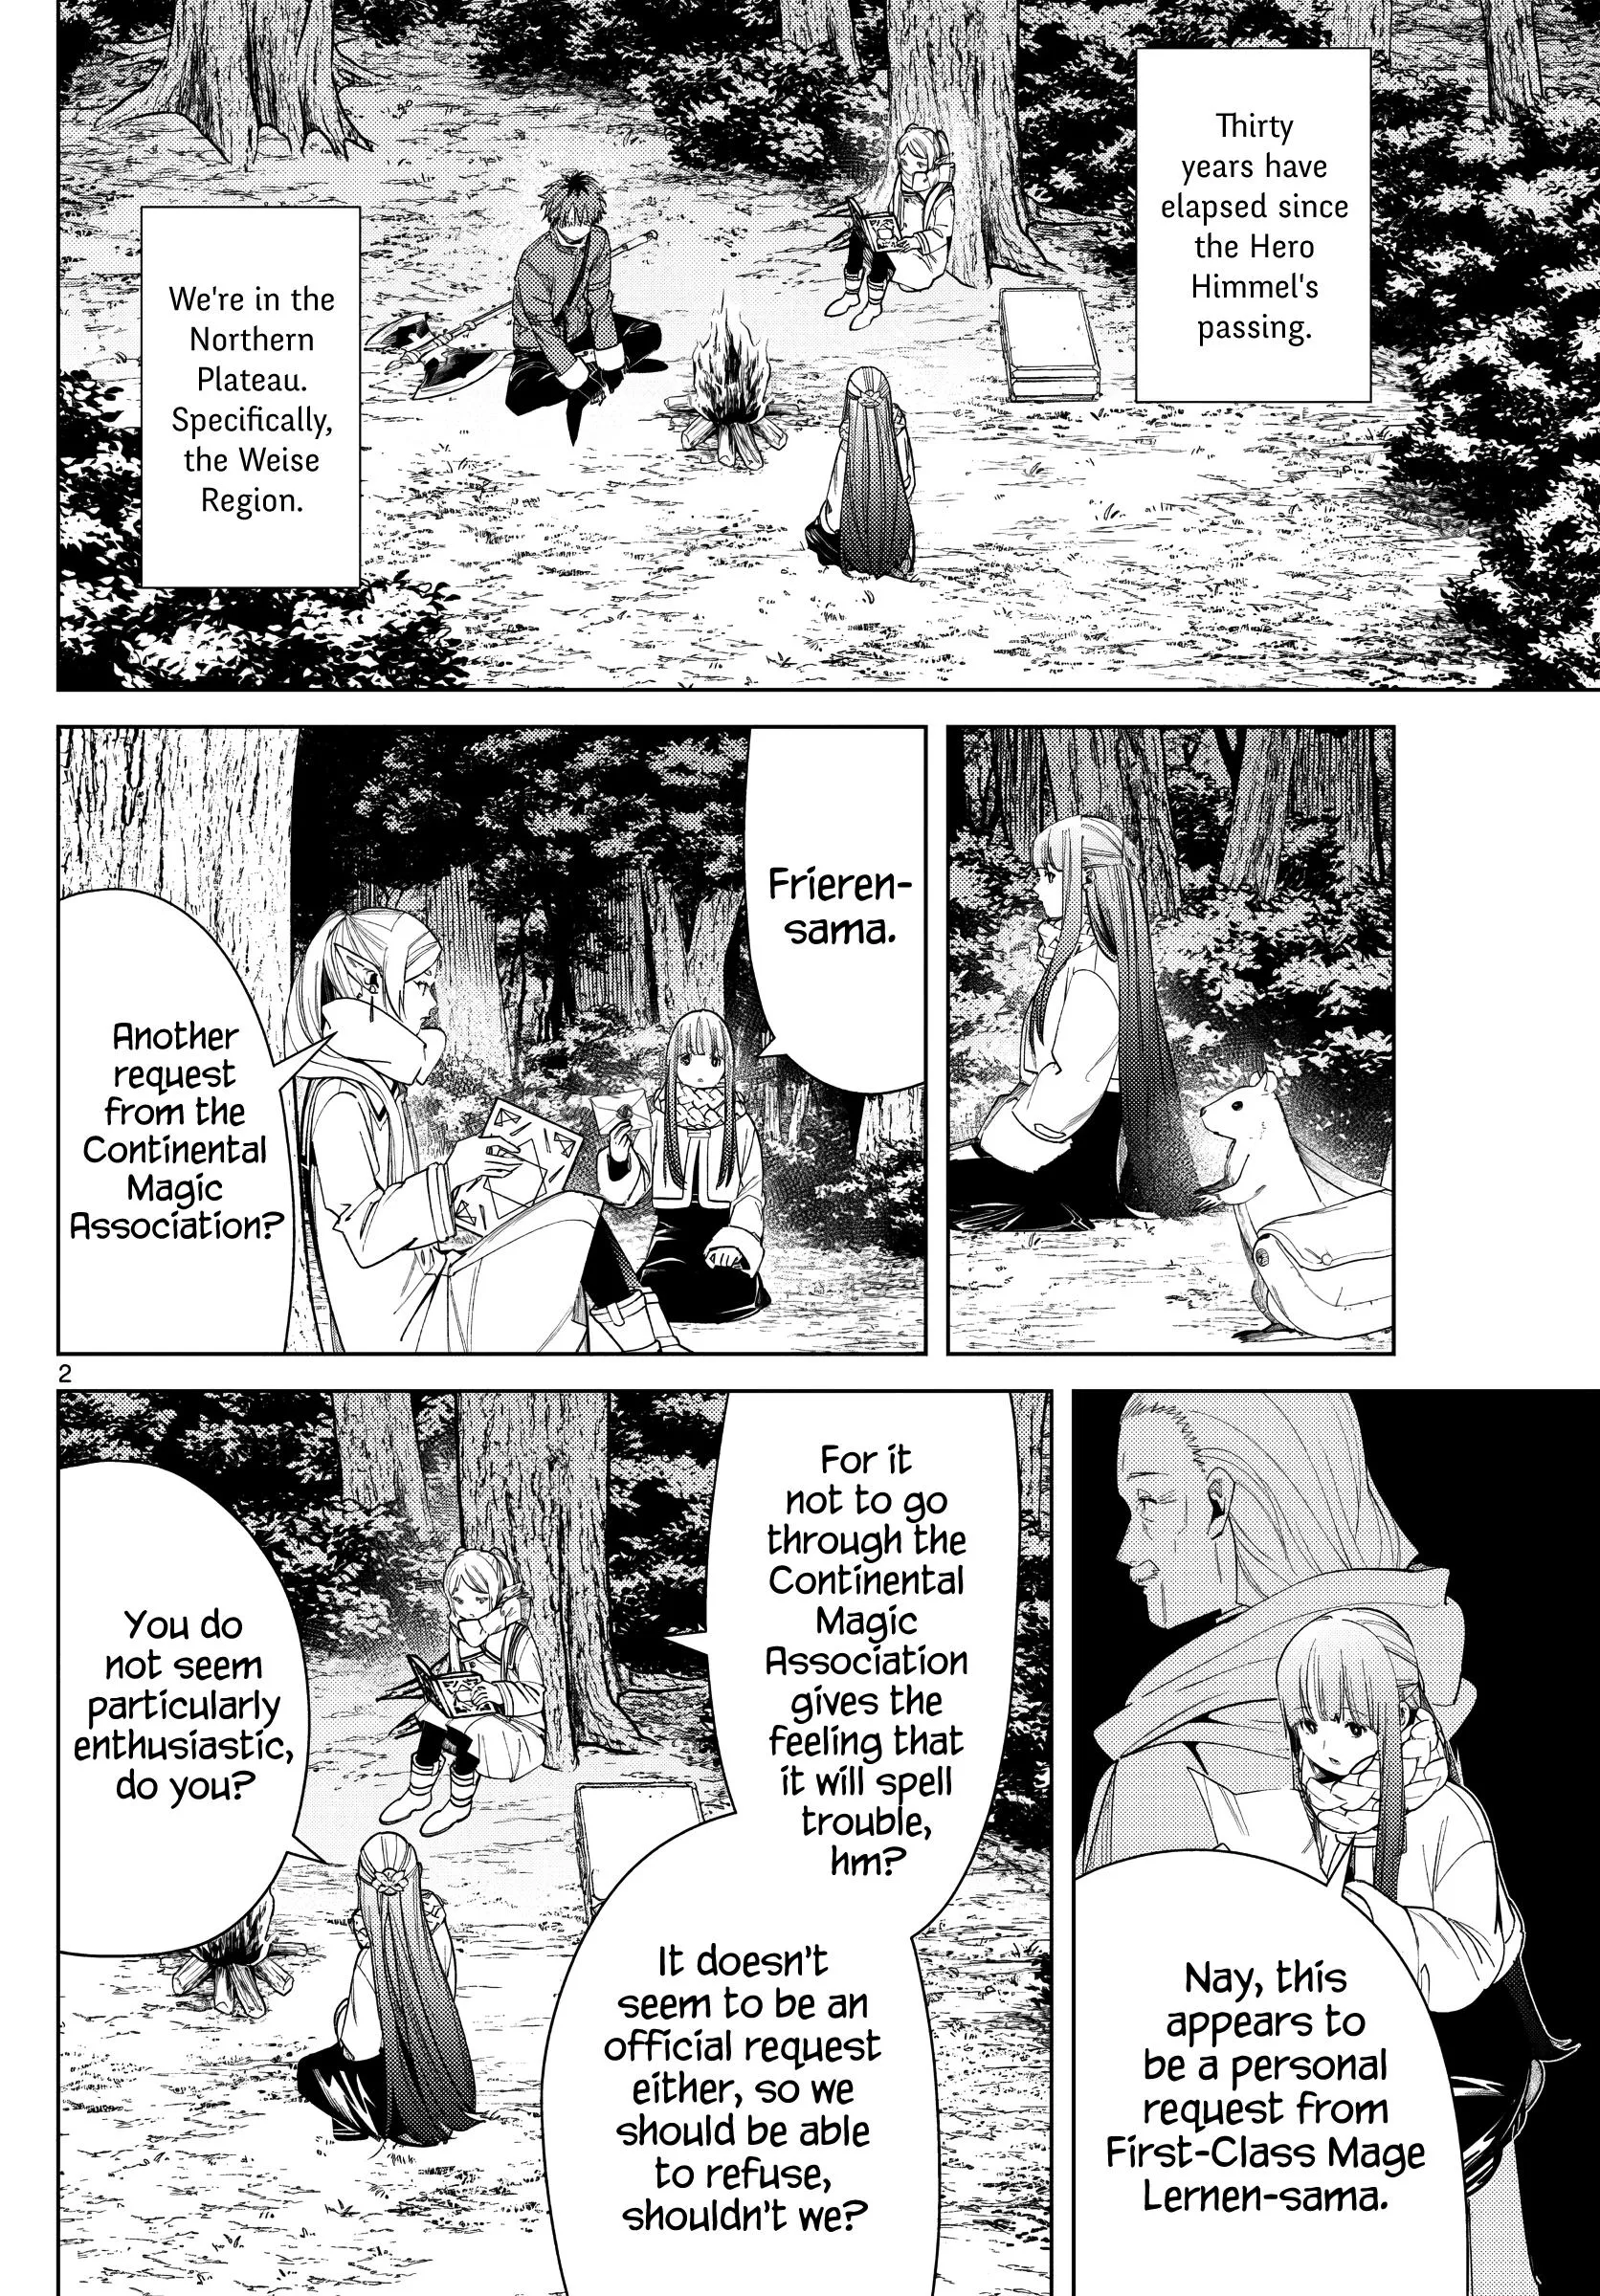 Thirty
years have
elapsed since
the Hero
Himmel's
passing.
We're in the
Northern
Plateau.
Specifically,
the Weise
Region.
Frieren-
sama.
Another
request
from the
Continental
Magic
Association?
2
Nay, this
appears to
be a personal
request from
First-Class Mage
Lernen-sama.
For it
not to go
through the
Continental
Magic
Association
gives the
feeling that
it will spell
trouble,
hm?
It doesn't
seem to be an
official request
either, so we
should be able
to refuse,
shouldn't we?
You do
not seem
particularly
enthusiastic,
do you?